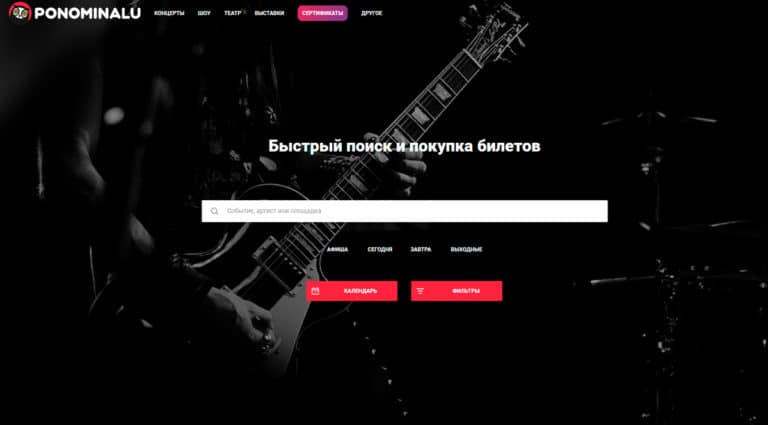 PONOMINALU КОНЦЕРТЫ ШОУ ТЕАТР ВЫСТАВКИ СЕРТИФИКАТЫ ДРУГОЕ
Быстрый поиск и покупка билетов
Событие, артист или площадка
АФИША СЕГОДНЯ ЗАВТРА ВЫХОДНЫЕ
КАЛЕНДАРЬ ФИЛЬТРЫ